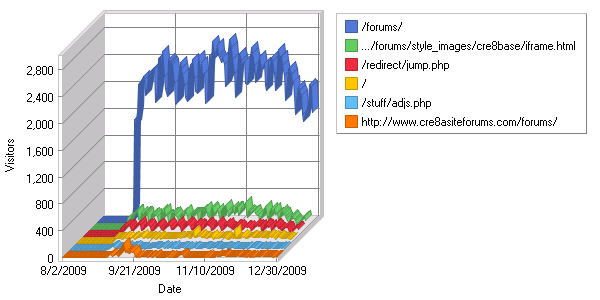 /forums/
.../forums/style_images/cre8base/iframe.html
/redirect/jump.php
/
/stuff/adjs.php
http://www.cre8asiteforums.com/forums/
Visitors
2,800
2,400
2,000
1,600
1,200
800
400
0
8/2/2009 9/21/2009 11/10/2009 12/30/2009
Date